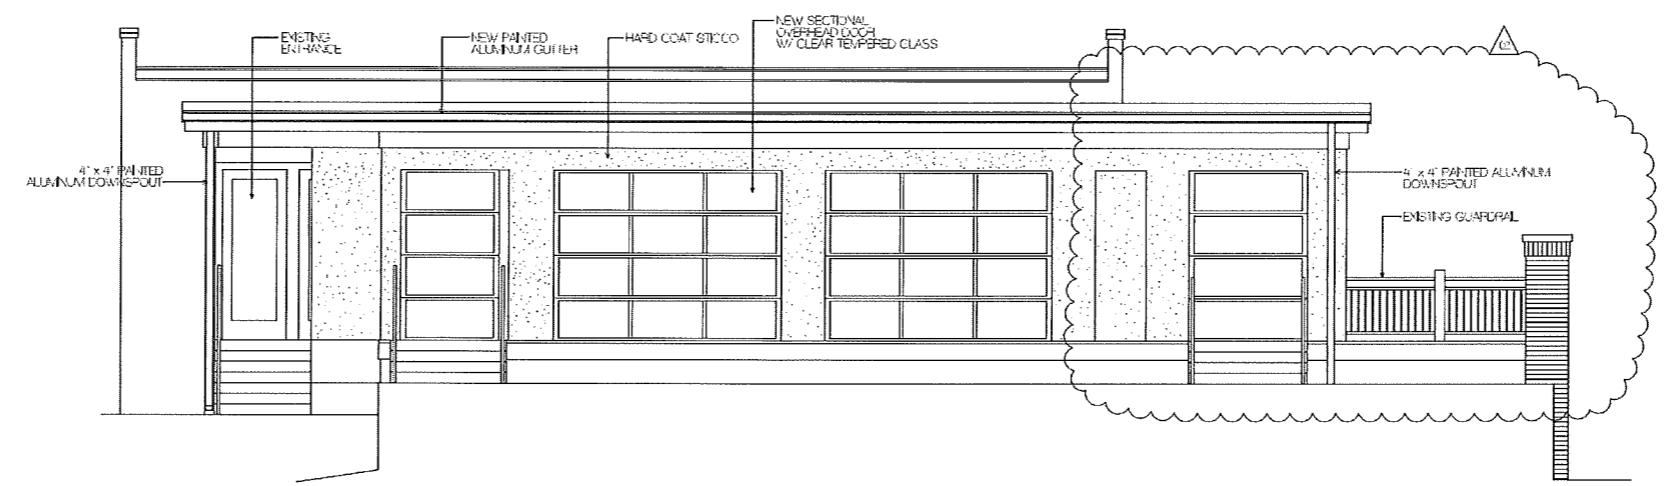 EXISTING
ENTRANCE
NEW PAINTED
ALUMINUM GUTTER
HARD COAT STUCCO
NEW SECTIONAL
OVERHEAD DOOR
W/ CLEAR TEMPERED GLASS
02
4" x 4" PAINTED
ALUMINUM DOWNSPOUT
4" x 4" PAINTED ALUMINUM
DOWNSPOUT
EXISTING GUARDRAIL